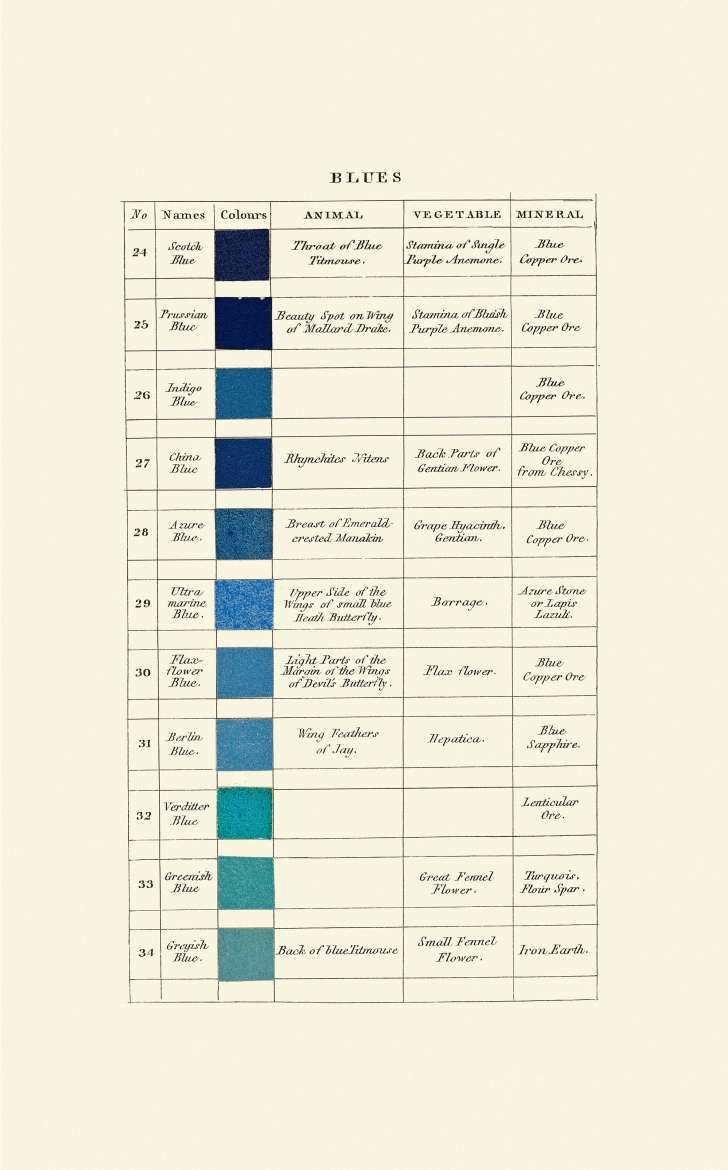 BLUES
No Names Colours ANIMAL VEGETABLE MINERAL
24 Scotch Blue Throat of Blue Titmouse. Stamina of Single Purple Anemone. Blue Copper Ore.
25 Prussian Blue Beauty Spot on Wing of Mallard Drake. Stamina of Bluish Purple Anemone. Blue Copper Ore
26 Indigo Blue Blue Copper Ore.
27 China Blue Rhynchites Nitens Back Parts of Gentian Flower. Blue Copper Ore from Chessy.
28 Azure Blue. Breast of Emerald-crested Manakin Grape Hyacinth. Gentian. Blue Copper Ore.
29 Ultramarine Blue. Upper Side of the Wings of small blue Heath Butterfly. Borrage. Azure Stone or Lapis Lazuli.
30 Flax-flower Blue. Light Parts of the Margin of the Wings of Devil's Butterfly. Flax flower. Blue Copper Ore
31 Berlin Blue. Wing Feathers of Jay. Hepatica. Blue Sapphire.
32 Verditter Blue Lenticular Ore.
33 Greenish Blue Great Fennel Flower. Turquois. Flour Spar.
34 Greyish Blue. Back of blue Titmouse Small Fennel Flower. Iron Earth.